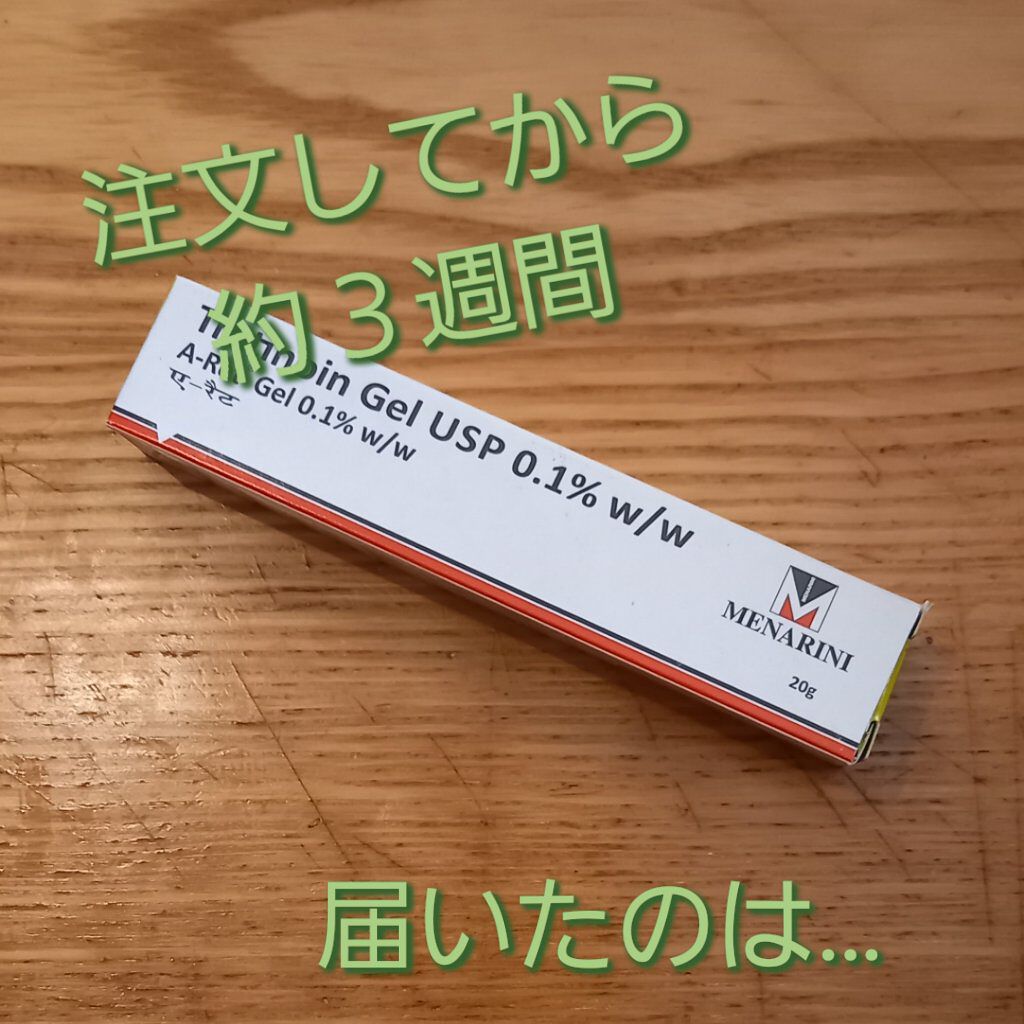 注文してから
約3週間
Gel USP 0.1% w/w
Gel 0.1% w/w
ए-रैट
MENARINI
20g
届いたのは...